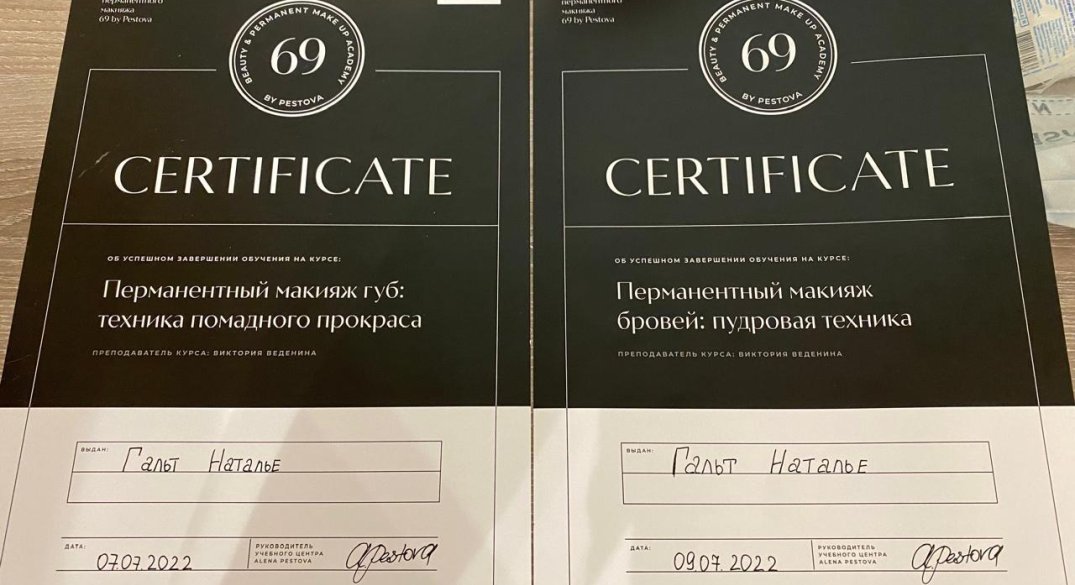 перманентного
макияжа
69 by Pestova
BEAUTY & PERMANENT MAKE UP ACADEMY
69
BY PESTOVA
CERTIFICATE
ОБ УСПЕШНОМ ЗАВЕРШЕНИИ ОБУЧЕНИЯ НА КУРСЕ:
Перманентный макияж губ:
техника помадного прокраса
ПРЕПОДАВАТЕЛЬ КУРСА: ВИКТОРИЯ ВЕДЕНИНА
ВЫДАН: Гальт Наталье
ДАТА: 07.07.2022
РУКОВОДИТЕЛЬ
УЧЕБНОГО ЦЕНТРА
ALENA PESTOVA
APestova
перманентного
макияжа
69 by Pestova
BEAUTY & PERMANENT MAKE UP ACADEMY
69
BY PESTOVA
CERTIFICATE
ОБ УСПЕШНОМ ЗАВЕРШЕНИИ ОБУЧЕНИЯ НА КУРСЕ:
Перманентный макияж
бровей: пудровая техника
ПРЕПОДАВАТЕЛЬ КУРСА: ВИКТОРИЯ ВЕДЕНИНА
ВЫДАН: Гальт Наталье
ДАТА: 09.07.2022
РУКОВОДИТЕЛЬ
УЧЕБНОГО ЦЕНТРА
ALENA PESTOVA
APestova